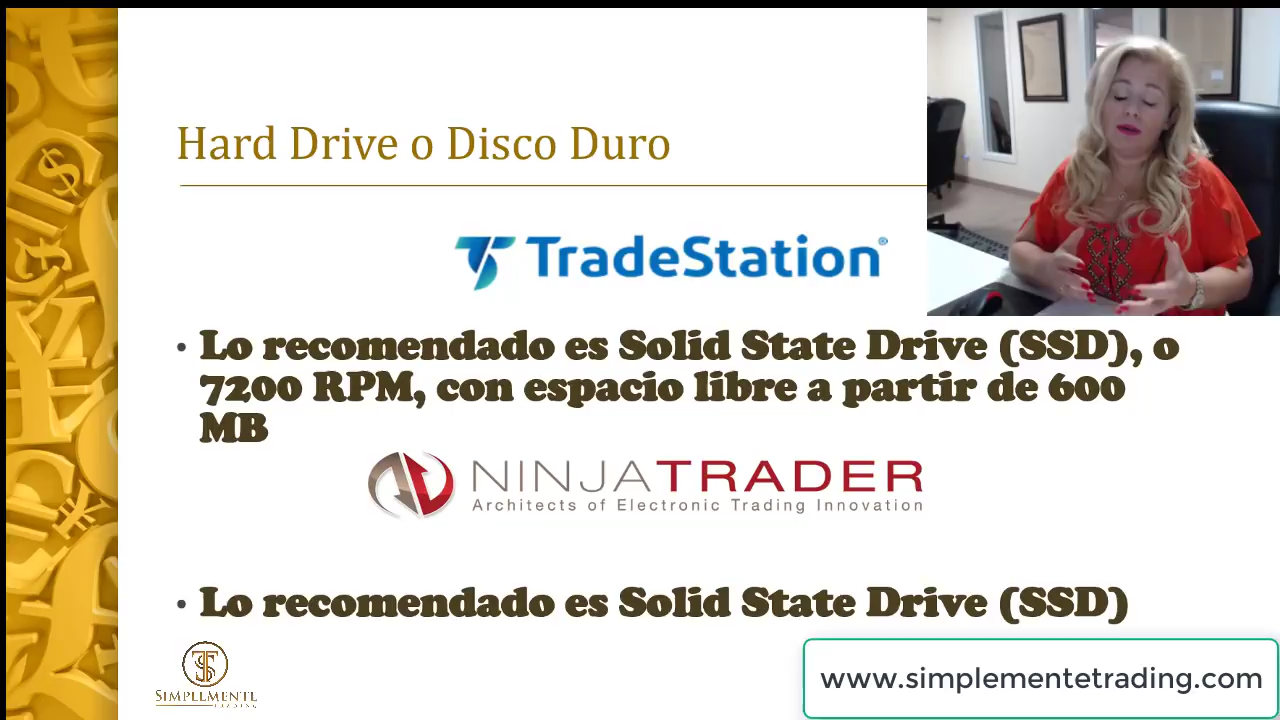 Hard Drive o Disco Duro
TradeStation®
• Lo recomendado es Solid State Drive (SSD), o
7200 RPM, con espacio libre a partir de 600
MB
NINJATRADER
Architects of Electronic Trading Innovation
• Lo recomendado es Solid State Drive (SSD)
SIMPLEMENTE
TRADING
www.simplementetrading.com